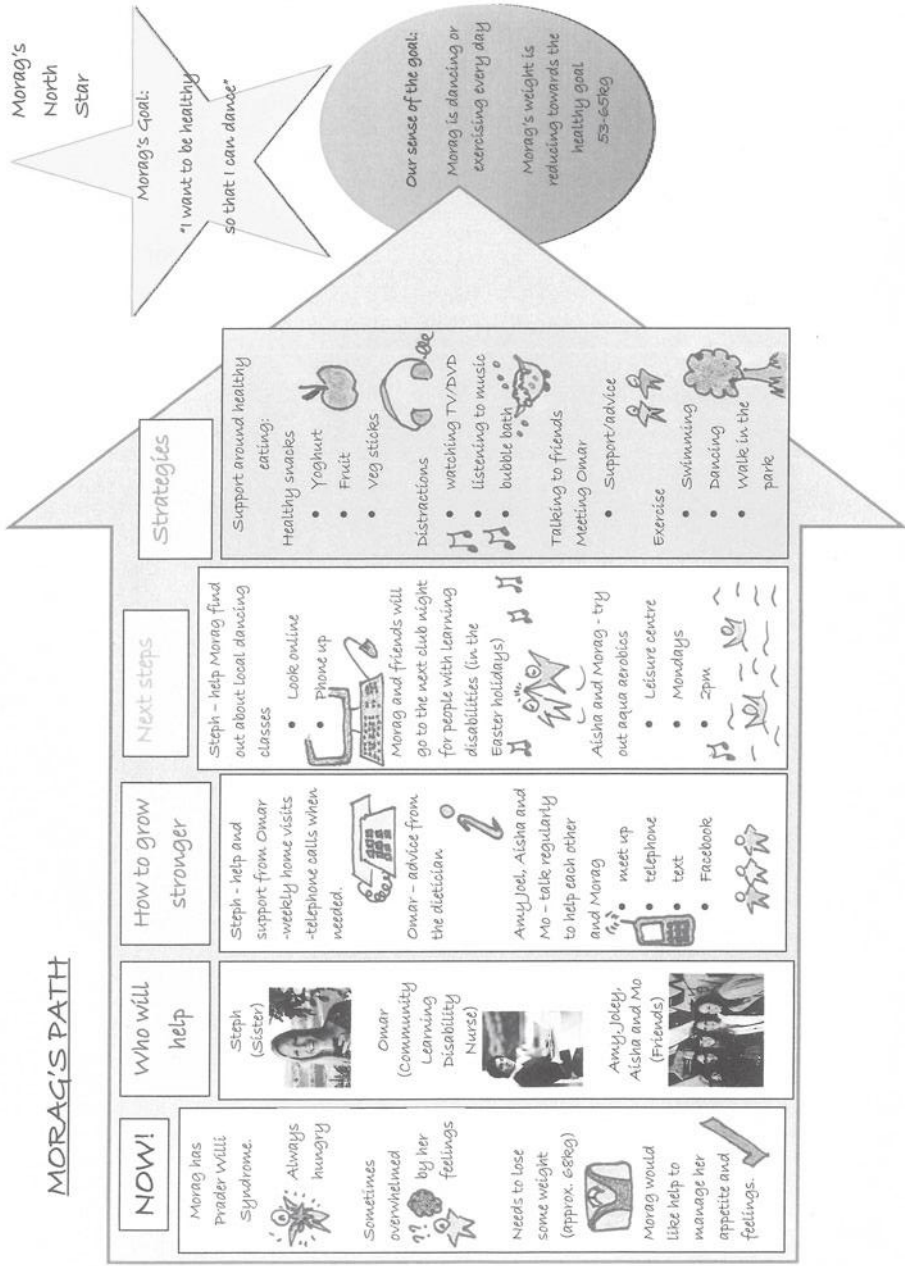 MORAG'S PATH
NOW!
Morag has
Prader Willi
Syndrome.
Always
hungry
Sometimes
overwhelmed
?? by her
feelings
Needs to lose
some weight
(approx. 68kg)
Morag would
like help to
manage her
appetite and
feelings.
Who will
help
Steph
(Sister)
Omar
(Community
Learning
Disability
Nurse)
Amy, Joley,
Aisha and Mo
(Friends)
How to grow
stronger
Steph – help and
support from Omar
-weekly home visits
-telephone calls when
needed.
Omar – advice from
the dietician
i
Amy, Joel, Aisha and
Mo – talk regularly
to help each other
and Morag
• meet up
• telephone
• text
• Facebook
Next steps
Steph – help Morag find
out about local dancing
classes
• Look online
• Phone up
Morag and friends will
go to the next club night
for people with learning
disabilities (in the
Easter holidays)
Aisha and Morag - try
out aqua aerobics
• Leisure centre
• Mondays
• 2pm
Strategies
Support around healthy
eating:
Healthy snacks
• Yoghurt
• Fruit
• Veg sticks
Distractions
• watching TV/DVD
• listening to music
• bubble bath
Talking to friends
Meeting Omar
• Support/advice
Exercise
• Swimming
• Dancing
• Walk in the
park
Morag's
North
Star
Morag's Goal:
"I want to be healthy
so that I can dance"
Our sense of the goal:
Morag is dancing or
exercising every day
Morag's weight is
reducing towards the
healthy goal
53-65kg